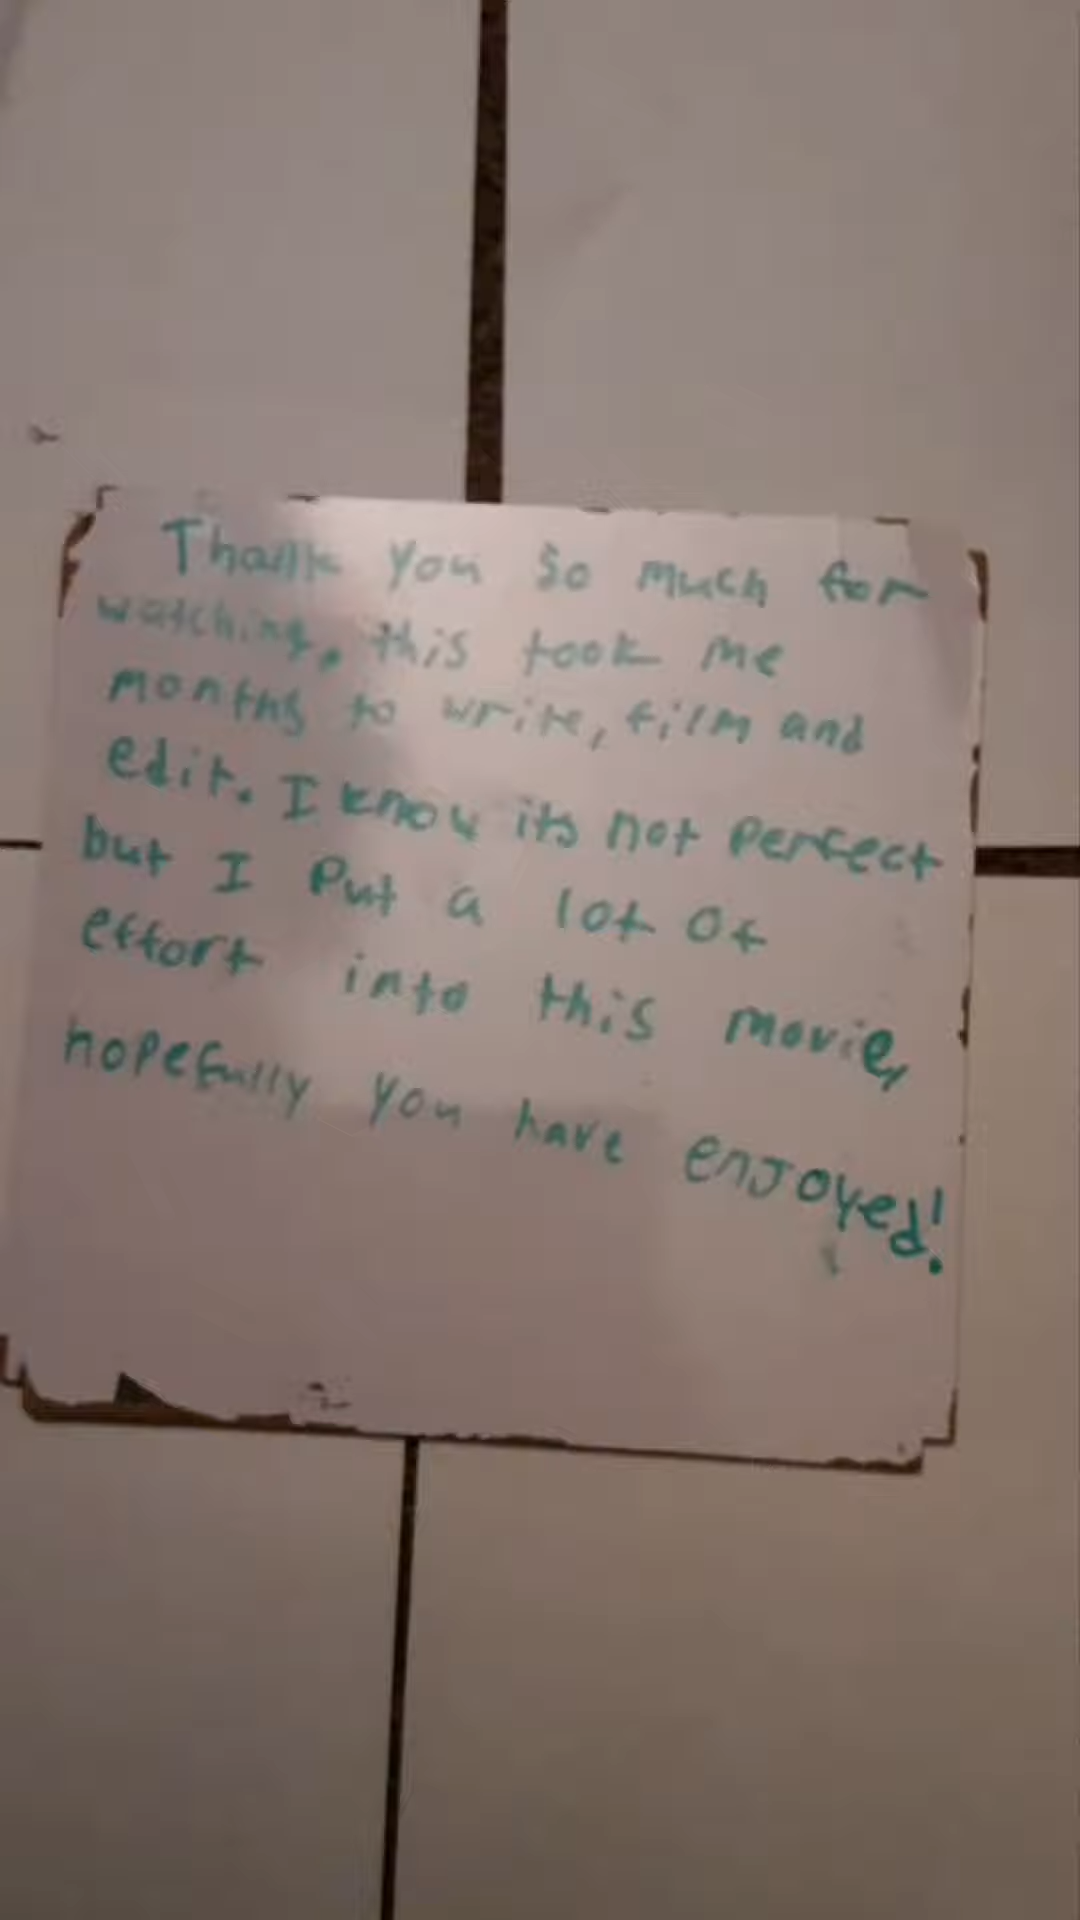 Thank you so much for
watching, this took me
months to write, film and
edit. I know its not perfect
but I Put a lot of
effort into this movie,
hopefully you have enjoyed!